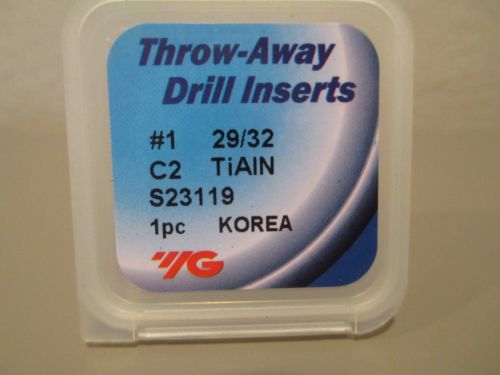 Throw-Away
Drill Inserts
#1 29/32
C2 TiAlN
S23119
1pc KOREA
YG